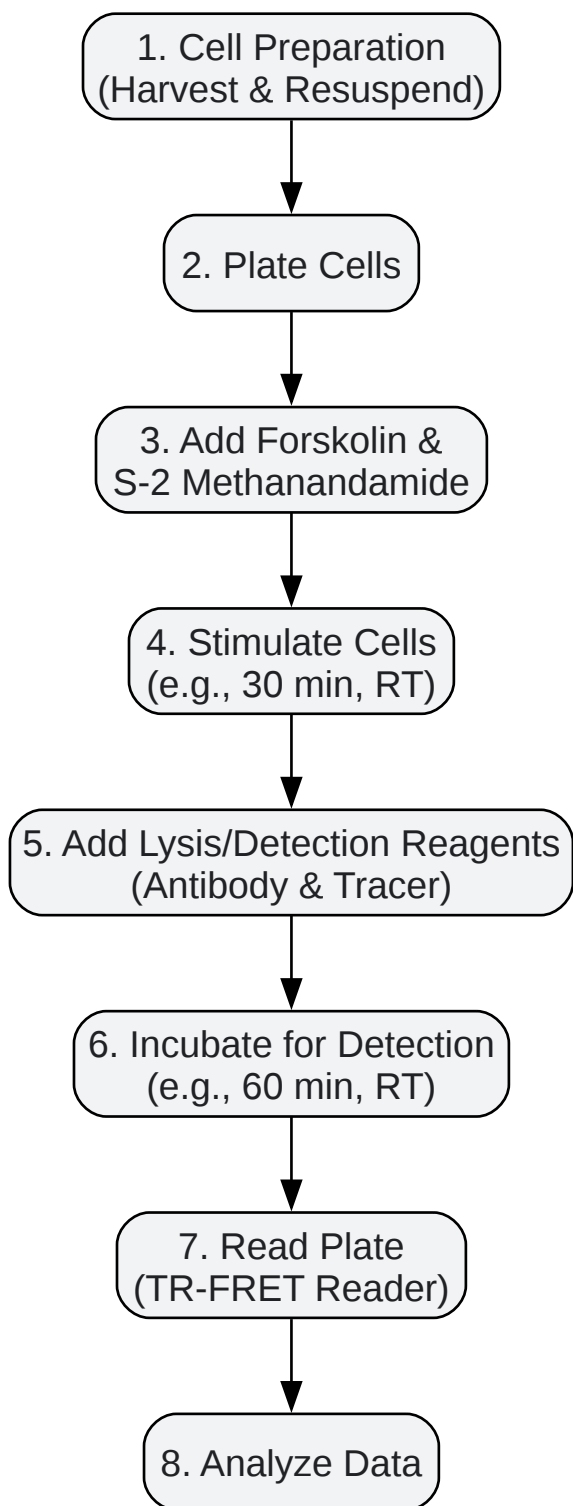 1. Cell Preparation
(Harvest & Resuspend)
2. Plate Cells
3. Add Forskolin &
S-2 Methanandamide
4. Stimulate Cells
(e.g., 30 min, RT)
5. Add Lysis/Detection Reagents
(Antibody & Tracer)
6. Incubate for Detection
(e.g., 60 min, RT)
7. Read Plate
(TR-FRET Reader)
8. Analyze Data